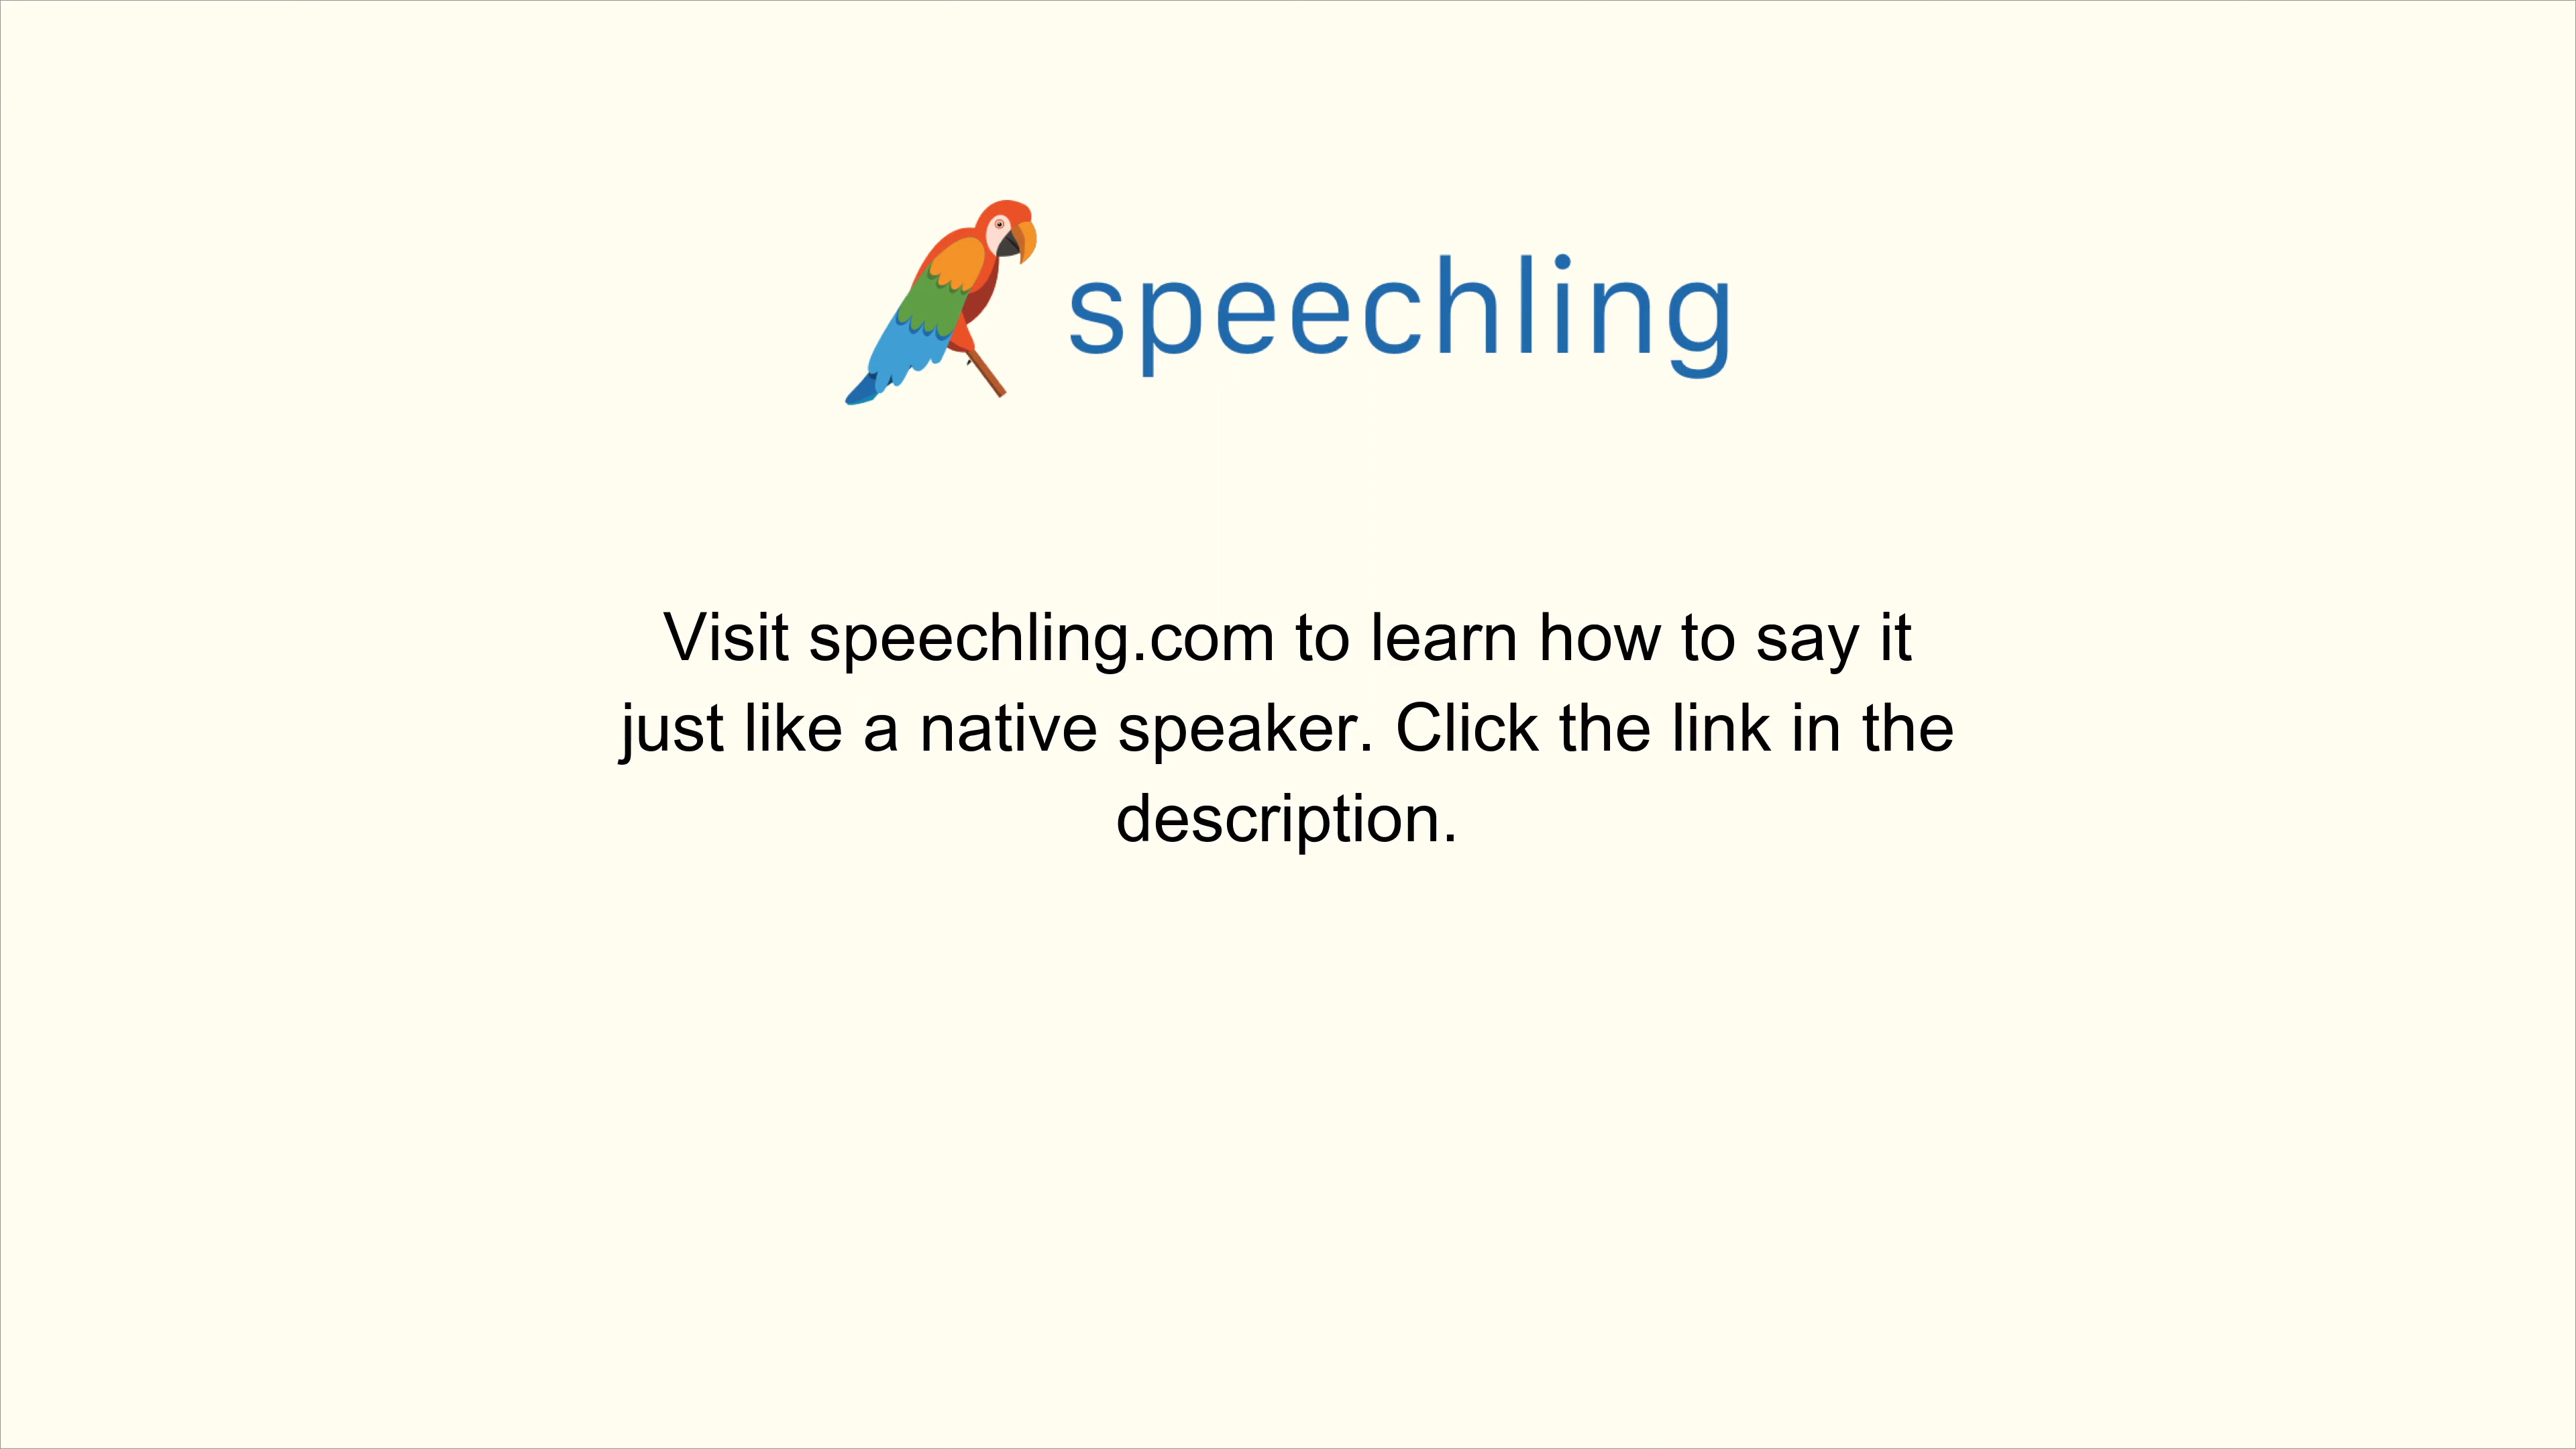 speechling
Visit speechling.com to learn how to say it
just like a native speaker. Click the link in the
description.